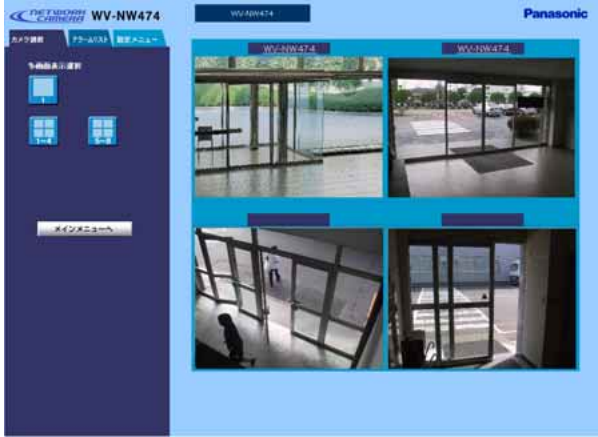 NETWORK CAMERA WV-NW474
WV-NW474
Panasonic
カメラ選択
アラームリスト
設定メニュー
多画面表示選択
1
1~4
5~8
メインメニューへ
WV-NW474
WV-NW474